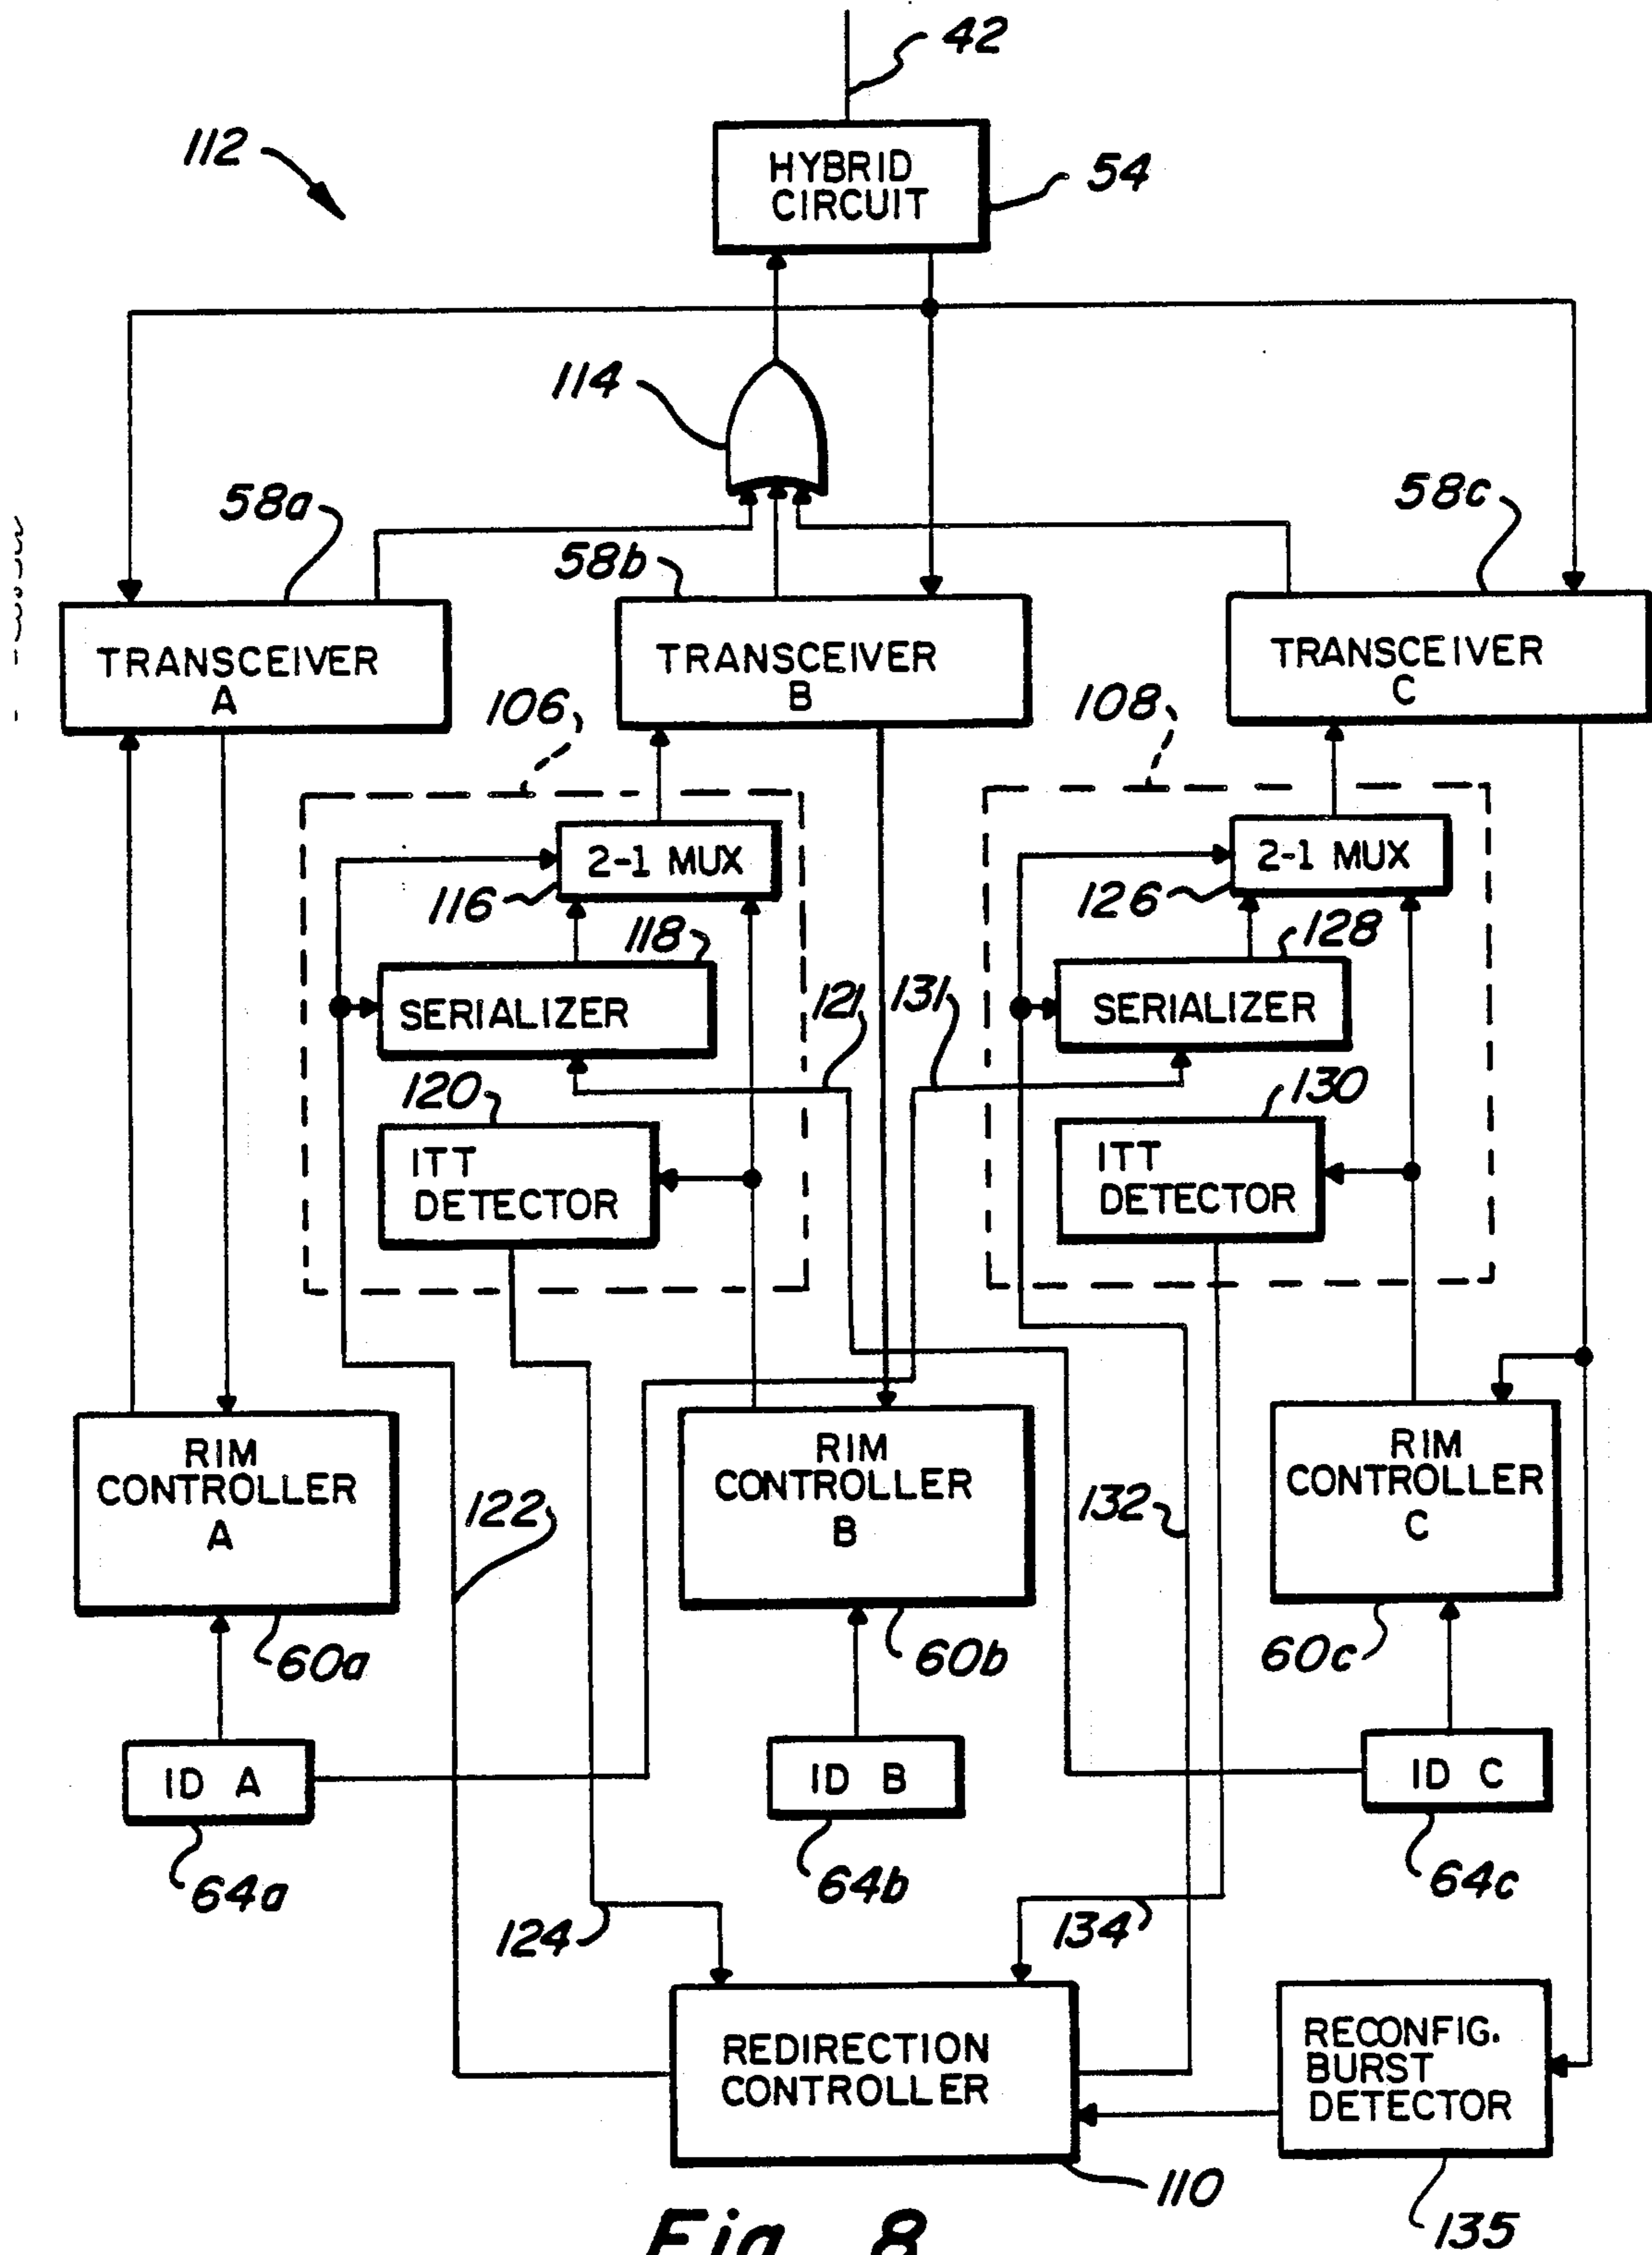 42
112
HYBRID
CIRCUIT
54
114
58a
58b
58c
TRANSCEIVER
A
TRANSCEIVER
B
TRANSCEIVER
C
106
108
2-1 MUX
2-1 MUX
116
126
118
128
SERIALIZER
SERIALIZER
121
131
120
130
ITT
DETECTOR
ITT
DETECTOR
RIM
CONTROLLER
A
RIM
CONTROLLER
B
RIM
CONTROLLER
C
122
132
60a
60b
60c
ID A
ID B
ID C
64a
64b
64c
124
134
REDIRECTION
CONTROLLER
RECONFIG.
BURST
DETECTOR
110
135
Fig. 8